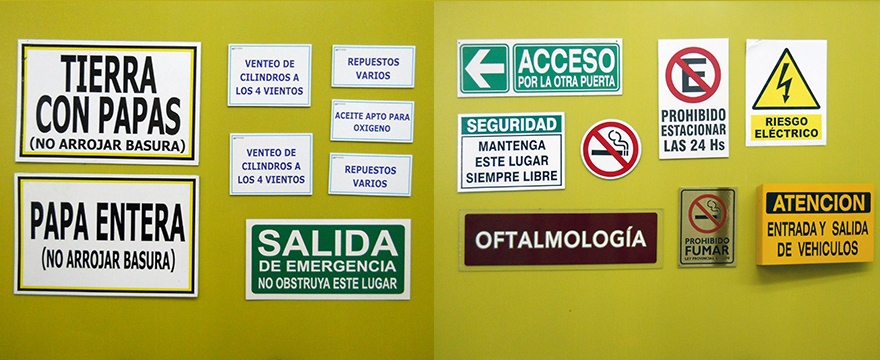 TIERRA
CON PAPAS
(NO ARROJAR BASURA)
PAPA ENTERA
(NO ARROJAR BASURA)
VENTEO DE
CILINDROS A
LOS 4 VIENTOS
REPUESTOS
VARIOS
ACEITE APTO PARA
OXIGENO
VENTEO DE
CILINDROS A
LOS 4 VIENTOS
REPUESTOS
VARIOS
SALIDA
DE EMERGENCIA
NO OBSTRUYA ESTE LUGAR
ACCESO
POR LA OTRA PUERTA
E
PROHIBIDO
ESTACIONAR
LAS 24 Hs
RIESGO
ELÉCTRICO
SEGURIDAD
MANTENGA
ESTE LUGAR
SIEMPRE LIBRE
OFTALMOLOGÍA
PROHIBIDO
FUMAR
LEY PROVINCIAL
ATENCION
ENTRADA Y SALIDA
DE VEHICULOS